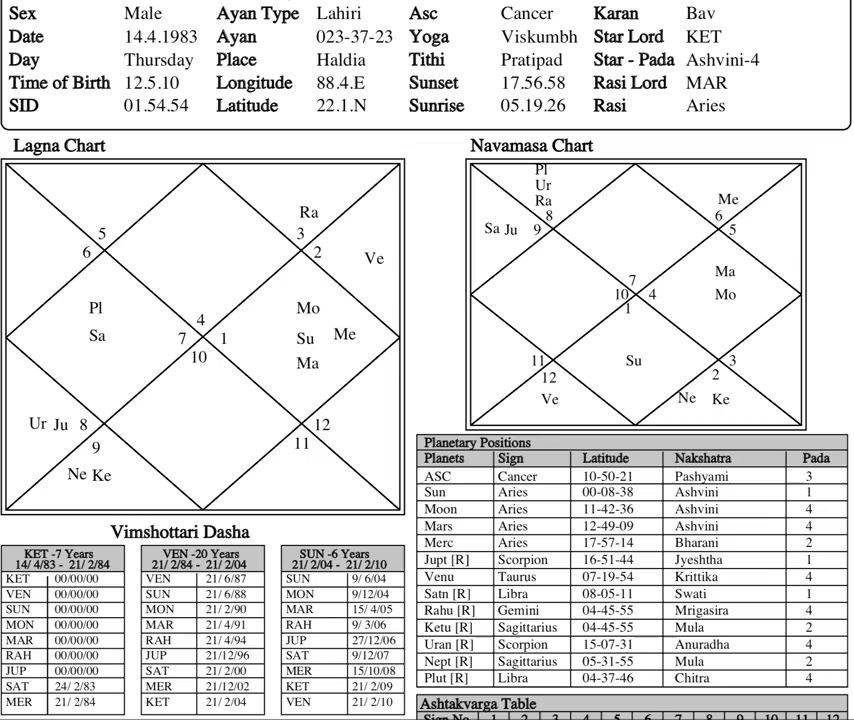 Sex Male Ayan Type Lahiri Asc Cancer Karan Bav
Date 14.4.1983 Ayan 023-37-23 Yoga Viskumbh Star Lord KET
Day Thursday Place Haldia Tithi Pratipad Star - Pada Ashvini-4
Time of Birth 12.5.10 Longitude 88.4.E Sunset 17.56.58 Rasi Lord MAR
SID 01.54.54 Latitude 22.1.N Sunrise 05.19.26 Rasi Aries
Lagna Chart
Ra
5 3
6 2
Ve
Pl Mo
4
Sa 7 1 Su Me
10 Ma
Ur Ju 8 12
9 11
Ne Ke
Navamasa Chart
Pl
Ur
Ra Me
8 6
Sa Ju 9 5
Ma
7
10 4 Mo
1
11 Su 3
12 2
Ve Ne Ke
Vimshottari Dasha
KET -7 Years
14/ 4/83 - 21/ 2/84
KET 00/00/00
VEN 00/00/00
SUN 00/00/00
MON 00/00/00
MAR 00/00/00
RAH 00/00/00
JUP 00/00/00
SAT 24/ 2/83
MER 21/ 2/84
VEN -20 Years
21/ 2/84 - 21/ 2/04
VEN 21/ 6/87
SUN 21/ 6/88
MON 21/ 2/90
MAR 21/ 4/91
RAH 21/ 4/94
JUP 21/12/96
SAT 21/ 2/00
MER 21/12/02
KET 21/ 2/04
SUN -6 Years
21/ 2/04 - 21/ 2/10
SUN 9/ 6/04
MON 9/12/04
MAR 15/ 4/05
RAH 9/ 3/06
JUP 27/12/06
SAT 9/12/07
MER 15/10/08
KET 21/ 2/09
VEN 21/ 2/10
Planetary Positions
Planets Sign Latitude Nakshatra Pada
ASC Cancer 10-50-21 Pashyami 3
Sun Aries 00-08-38 Ashvini 1
Moon Aries 11-42-36 Ashvini 4
Mars Aries 12-49-09 Ashvini 4
Merc Aries 17-57-14 Bharani 2
Jupt [R] Scorpion 16-51-44 Jyeshtha 1
Venu Taurus 07-19-54 Krittika 4
Satn [R] Libra 08-05-11 Swati 1
Rahu [R] Gemini 04-45-55 Mrigasira 4
Ketu [R] Sagittarius 04-45-55 Mula 2
Uran [R] Scorpion 15-07-31 Anuradha 4
Nept [R] Sagittarius 05-31-55 Mula 2
Plut [R] Libra 04-37-46 Chitra 4
Ashtakvarga Table
Sign No 1 2 3 4 5 6 7 8 9 10 11 12